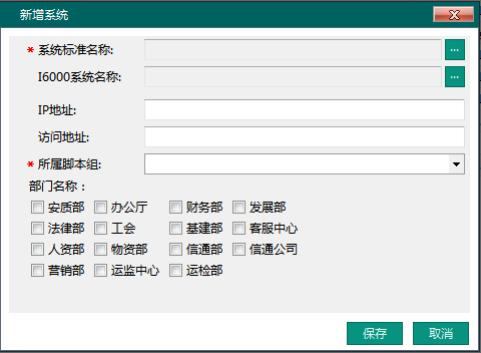 新增系统
* 系统标准名称: ...
I6000系统名称: ...
IP地址:
访问地址:
* 所属脚本组:
部门名称：
安质部 办公厅 财务部 发展部
法律部 工会 基建部 客服中心
人资部 物资部 信通部 信通公司
营销部 运监中心 运检部
保存 取消